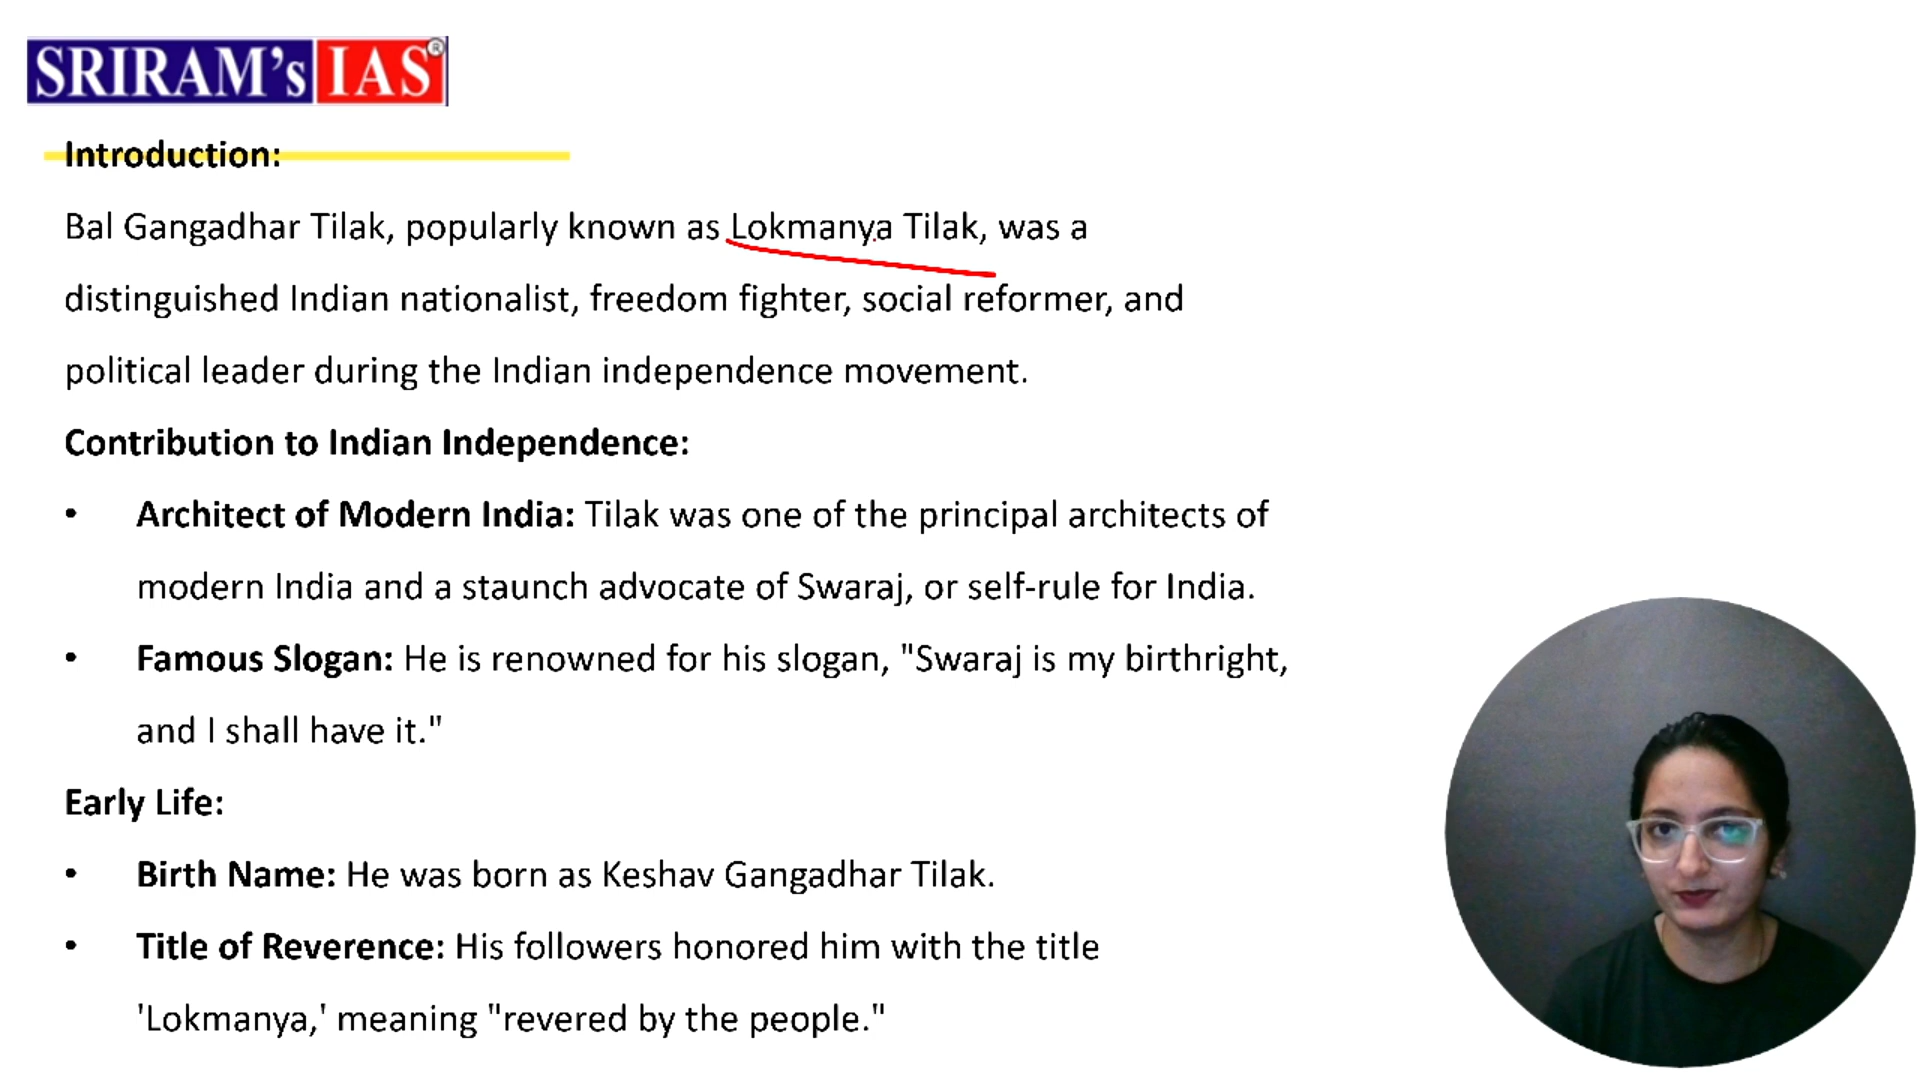 SRIRAM's IAS®
Introduction:
Bal Gangadhar Tilak, popularly known as Lokmanya Tilak, was a
distinguished Indian nationalist, freedom fighter, social reformer, and
political leader during the Indian independence movement.
Contribution to Indian Independence:
• Architect of Modern India: Tilak was one of the principal architects of
modern India and a staunch advocate of Swaraj, or self-rule for India.
• Famous Slogan: He is renowned for his slogan, "Swaraj is my birthright,
and I shall have it."
Early Life:
• Birth Name: He was born as Keshav Gangadhar Tilak.
• Title of Reverence: His followers honored him with the title
'Lokmanya,' meaning "revered by the people."